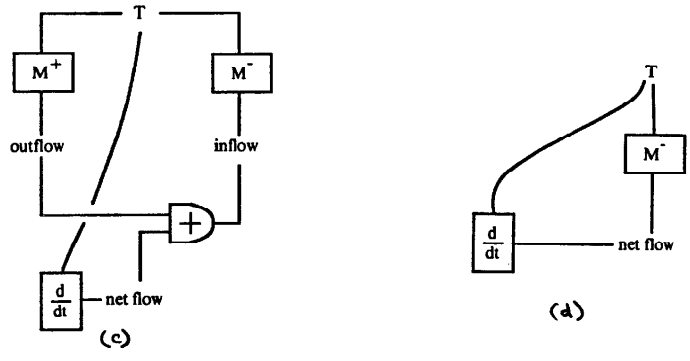 T
M+
M-
outflow
inflow
+
d
dt
net flow
(c)
T
M-
d
dt
net flow
(d)